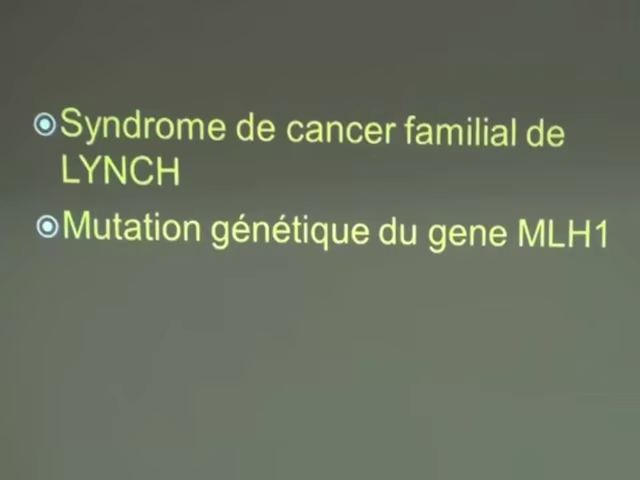 Syndrome de cancer familial de
LYNCH
Mutation génétique du gene MLH1